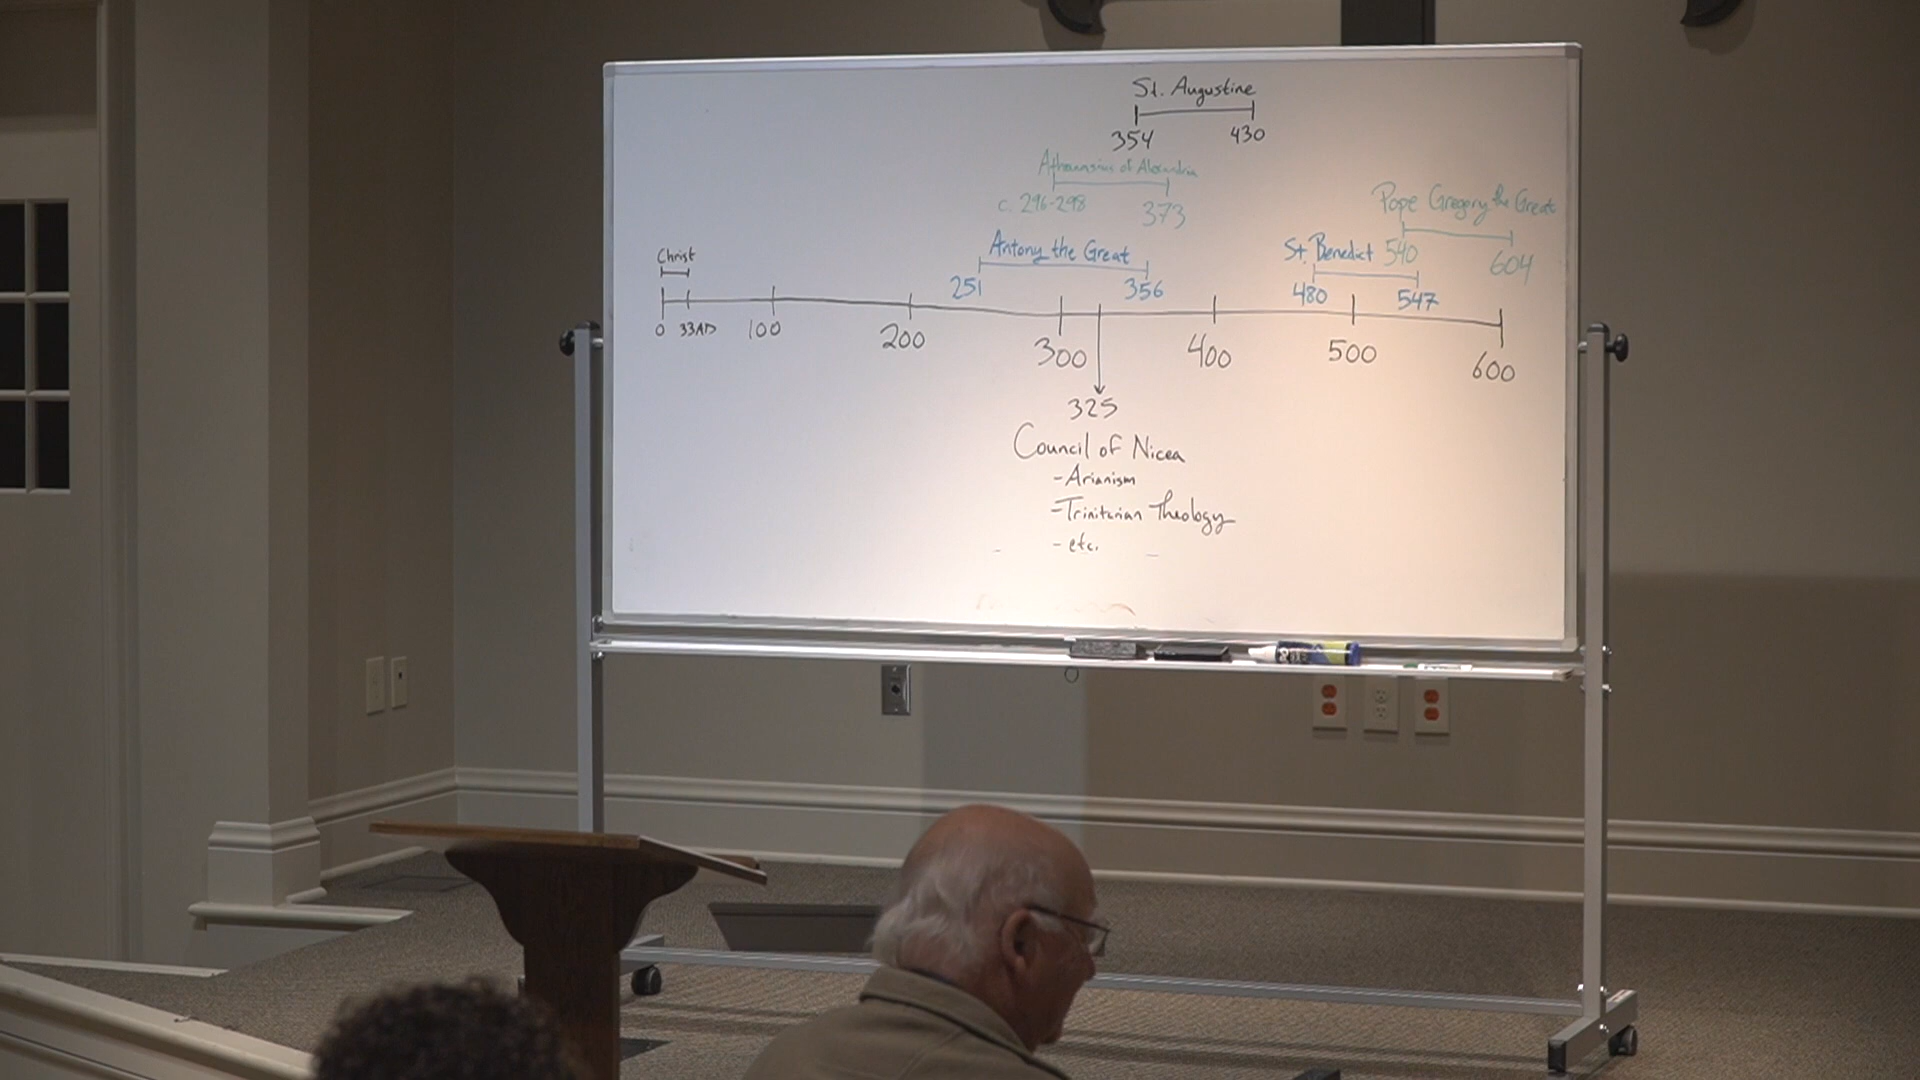 St. Augustine
354 430
Athanasius of Alexandria
c. 296-298 373
Pope Gregory the Great
540 604
Antony the Great
251 356
St. Benedict
480 547
Christ
0 33AD 100 200 300 400 500 600
325
Council of Nicea
-Arianism
-Trinitarian Theology
-etc.